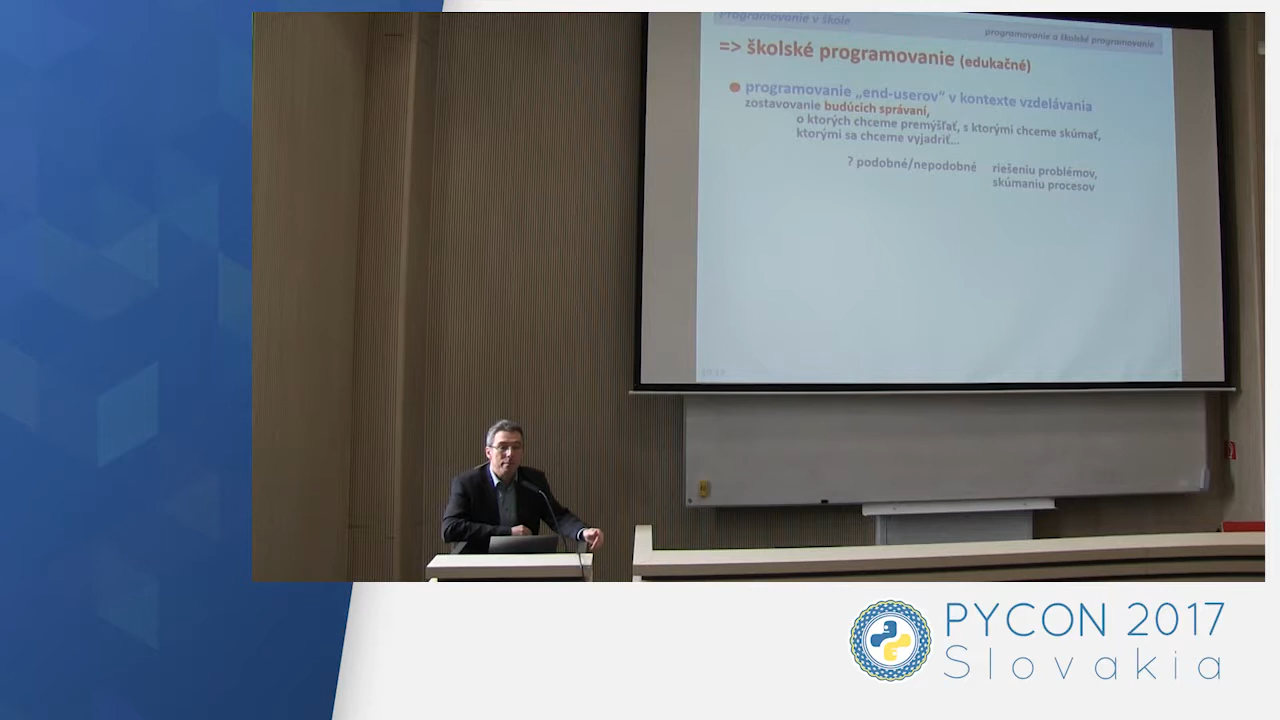 Programovanie v škole
programovanie a školské programovanie
=> školské programovanie (edukačné)
programovanie „end-userov“ v kontexte vzdelávania
zostavovanie budúcich správaní,
o ktorých chceme premýšľať, s ktorými chceme skúmať,
ktorými sa chceme vyjadriť...
? podobné/nepodobné riešeniu problémov,
skúmaniu procesov
PYCON 2017
Slovakia